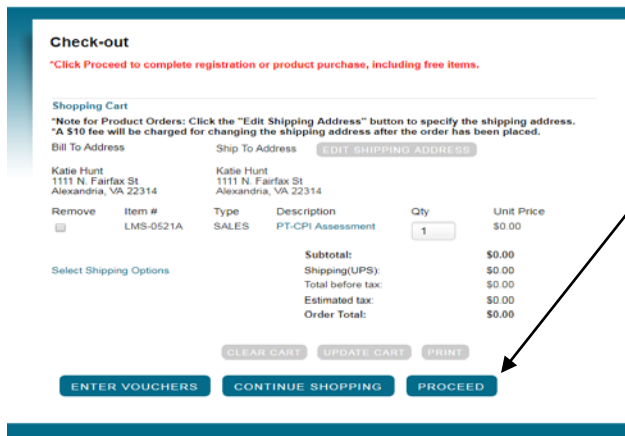 Check-out
*Click Proceed to complete registration or product purchase, including free items.
Shopping Cart
*Note for Product Orders: Click the "Edit Shipping Address" button to specify the shipping address.
*A $10 fee will be charged for changing the shipping address after the order has been placed.
Bill To Address Ship To Address EDIT SHIPPING ADDRESS
Katie Hunt Katie Hunt
1111 N. Fairfax St 1111 N. Fairfax St
Alexandria, VA 22314 Alexandria, VA 22314
Remove Item # Type Description Qty Unit Price
LMS-0521A SALES PT-CPI Assessment 1 $0.00
Subtotal: $0.00
Select Shipping Options Shipping(UPS): $0.00
Total before tax: $0.00
Estimated tax: $0.00
Order Total: $0.00
CLEAR CART UPDATE CART PRINT
ENTER VOUCHERS CONTINUE SHOPPING PROCEED